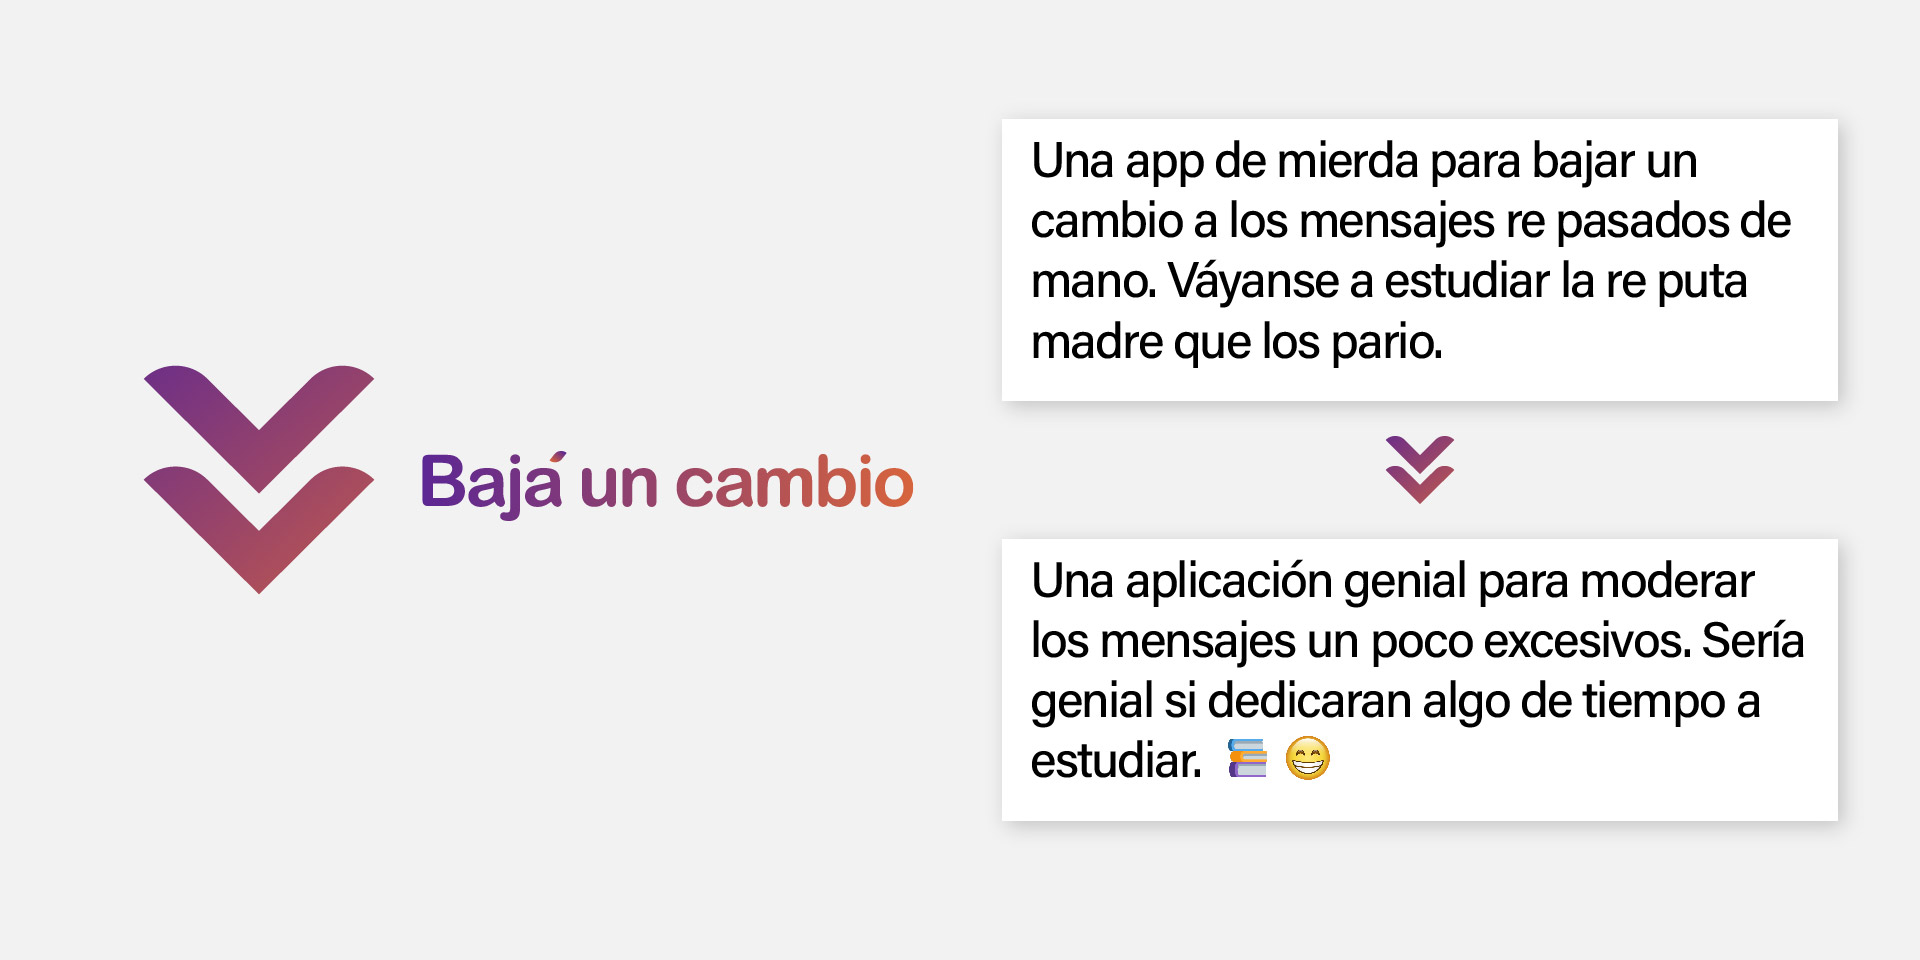 Bajá un cambio
Una app de mierda para bajar un
cambio a los mensajes re pasados de
mano. Váyanse a estudiar la re puta
madre que los pario.
Una aplicación genial para moderar
los mensajes un poco excesivos. Sería
genial si dedicaran algo de tiempo a
estudiar. 📚 😁